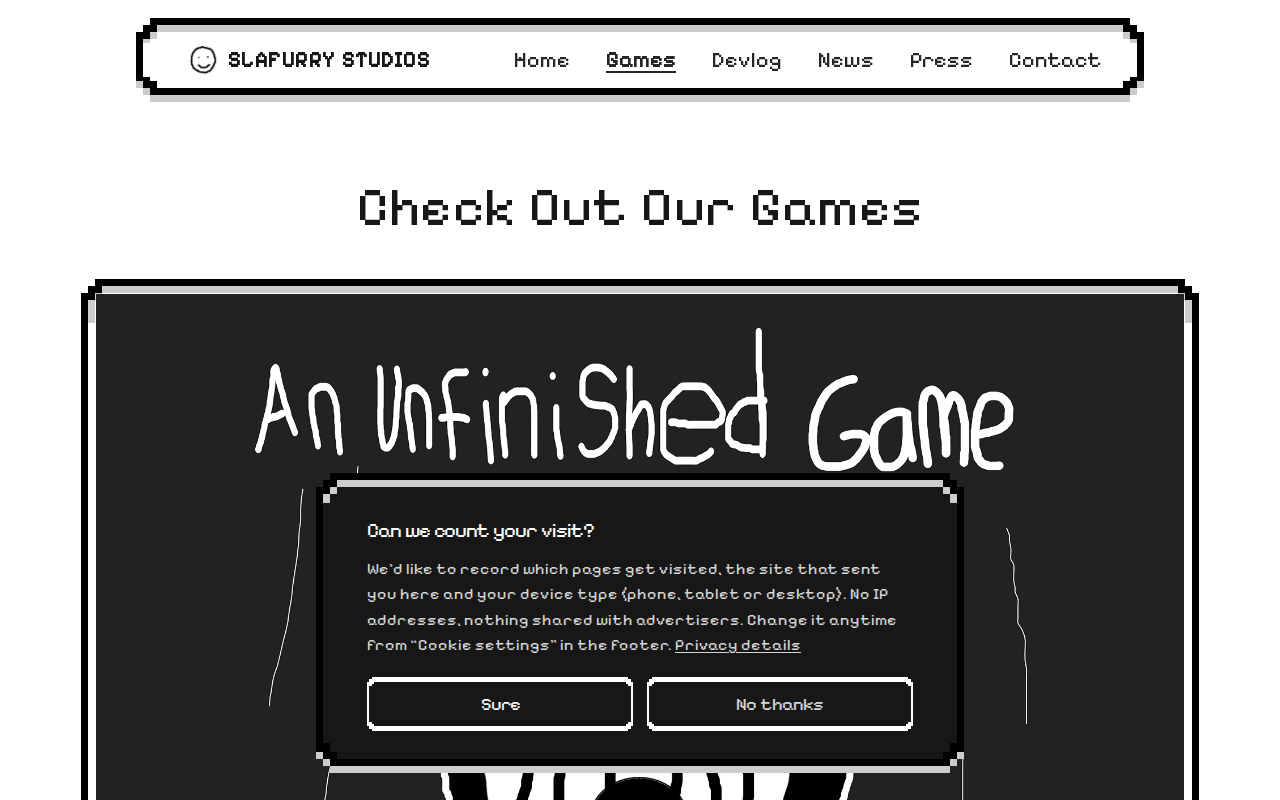 SLAFURRY STUDIOS Home Games Devlog News Press Contact
Check Out Our Games
An UnfiniShed Game
Can we count your visit?
We'd like to record which pages get visited, the site that sent
you here and your device type (phone, tablet or desktop). No IP
addresses, nothing shared with advertisers. Change it anytime
from “Cookie settings” in the footer. Privacy details
Sure No thanks